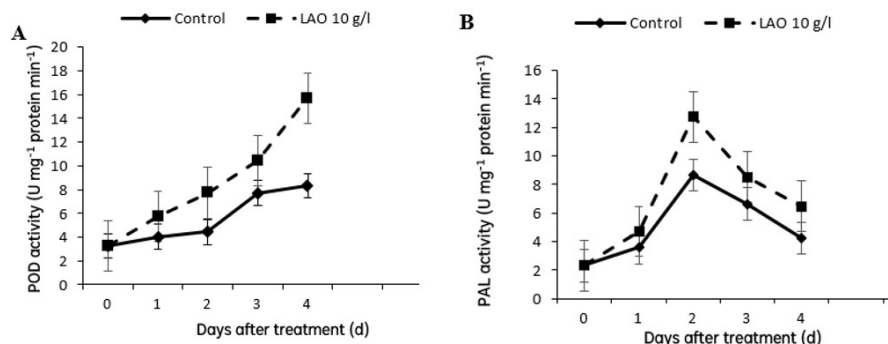 A
Control
LAO 10 g/l
POD activity (U mg⁻¹ protein min⁻¹)
20
18
16
14
12
10
8
6
4
2
0
0 1 2 3 4
Days after treatment (d)
B
Control
LAO 10 g/l
PAL activity (U mg⁻¹ protein min⁻¹)
16
14
12
10
8
6
4
2
0
0 1 2 3 4
Days after treatment (d)